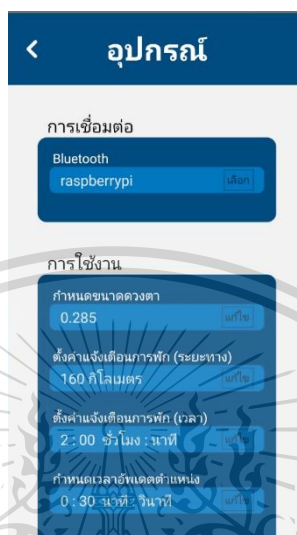 อุปกรณ์
การเชื่อมต่อ
Bluetooth
raspberrypi เลือก
การใช้งาน
กำหนดขนาดดวงตา
0.285 แก้ไข
ตั้งค่าแจ้งเตือนการพัก (ระยะทาง)
160 กิโลเมตร แก้ไข
ตั้งค่าแจ้งเตือนการพัก (เวลา)
2 : 00 ชั่วโมง : นาที แก้ไข
กำหนดเวลาอัพเดตตำแหน่ง
0 : 30 นาที : วินาที แก้ไข